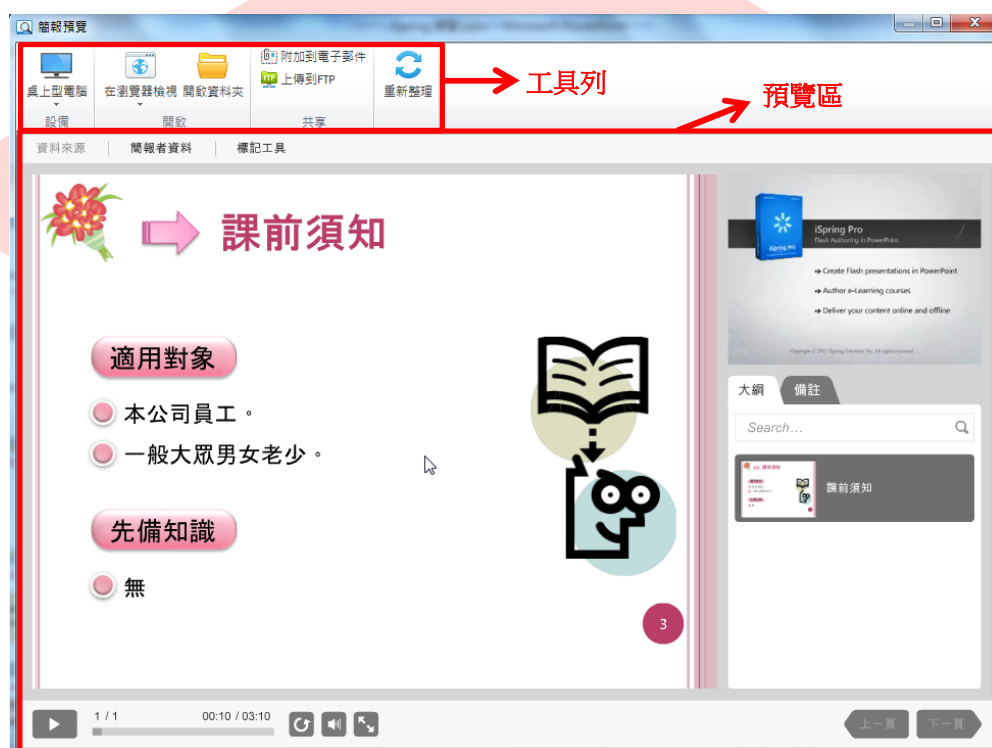 簡報預覽
桌上型電腦
設備
在瀏覽器檢視
開啟資料夾
開啟
附加到電子郵件
上傳到FTP
共享
重新整理
工具列
預覽區
資料來源
簡報者資料
標記工具
課前須知
適用對象
本公司員工。
一般大眾男女老少。
先備知識
無
3
iSpring Pro
Flash Authoring in PowerPoint
iSpring Pro
Create Flash presentations in PowerPoint
Author e-Learning courses
Deliver your content online and offline
大綱
備註
Search...
課前須知
1 / 1
00:10 / 03:10
上一頁
下一頁